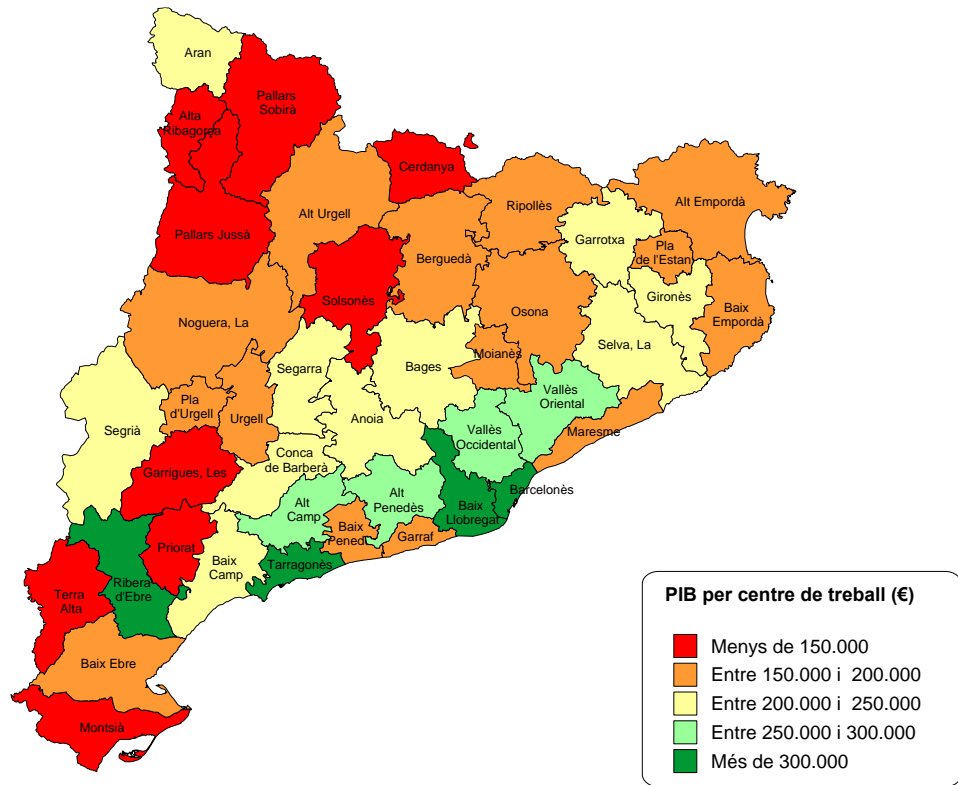 Aran
Pallars
Sobirà
Alta
Ribagorça
Cerdanya
Ripollès
Alt Empordà
Alt Urgell
Pallars Jussà
Garrotxa
Pla
de l'Estan
Berguedà
Gironès
Solsonès
Osona
Baix
Empordà
Noguera, La
Selva, La
Moianès
Segarra
Bages
Vallès
Oriental
Pla
d'Urgell
Urgell
Anoia
Segrià
Vallès
Occidental
Maresme
Conca
de Barberà
Garrigues, Les
Barcelonès
Alt
Camp
Alt
Penedès
Baix
Llobregat
Baix
Pened
Garraf
Priorat
Baix
Camp
Tarragonès
Ribera
d'Ebre
Terra
Alta
Baix Ebre
Montsià
PIB per centre de treball (€)
Menys de 150.000
Entre 150.000 i 200.000
Entre 200.000 i 250.000
Entre 250.000 i 300.000
Més de 300.000